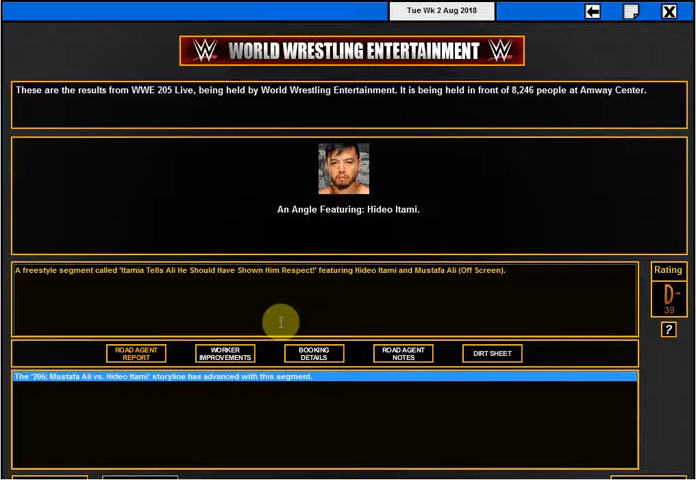 Tue Wk 2 Aug 2018
WORLD WRESTLING ENTERTAINMENT
These are the results from WWE 205 Live, being held by World Wrestling Entertainment. It is being held in front of 8,246 people at Amway Center.
An Angle Featuring: Hideo Itami.
A freestyle segment called 'Itamia Tells Ali He Should Have Shown Him Respect!' featuring Hideo Itami and Mustafa Ali (Off Screen).
Rating
D-
39
?
ROAD AGENT REPORT
WORKER IMPROVEMENTS
BOOKING DETAILS
ROAD AGENT NOTES
DIRT SHEET
The '205: Mustafa Ali vs. Hideo Itami' storyline has advanced with this segment.